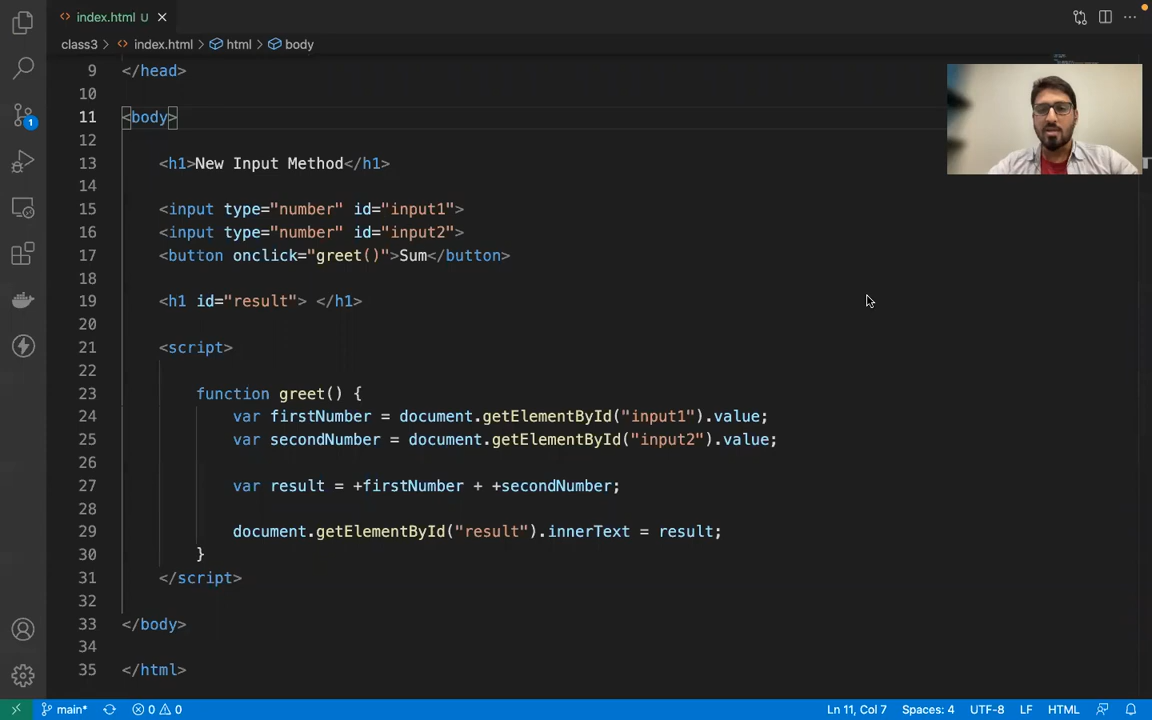 index.html U
class3 > index.html > html > body
9 </head>
10
11 <body>
12
13 <h1>New Input Method</h1>
14
15 <input type="number" id="input1">
16 <input type="number" id="input2">
17 <button onclick="greet()">Sum</button>
18
19 <h1 id="result"> </h1>
20
21 <script>
22
23 function greet() {
24 var firstNumber = document.getElementById("input1").value;
25 var secondNumber = document.getElementById("input2").value;
26
27 var result = +firstNumber + +secondNumber;
28
29 document.getElementById("result").innerText = result;
30 }
31 </script>
32
33 </body>
34
35 </html>
1
main* 0 0 Ln 11, Col 7 Spaces: 4 UTF-8 LF HTML